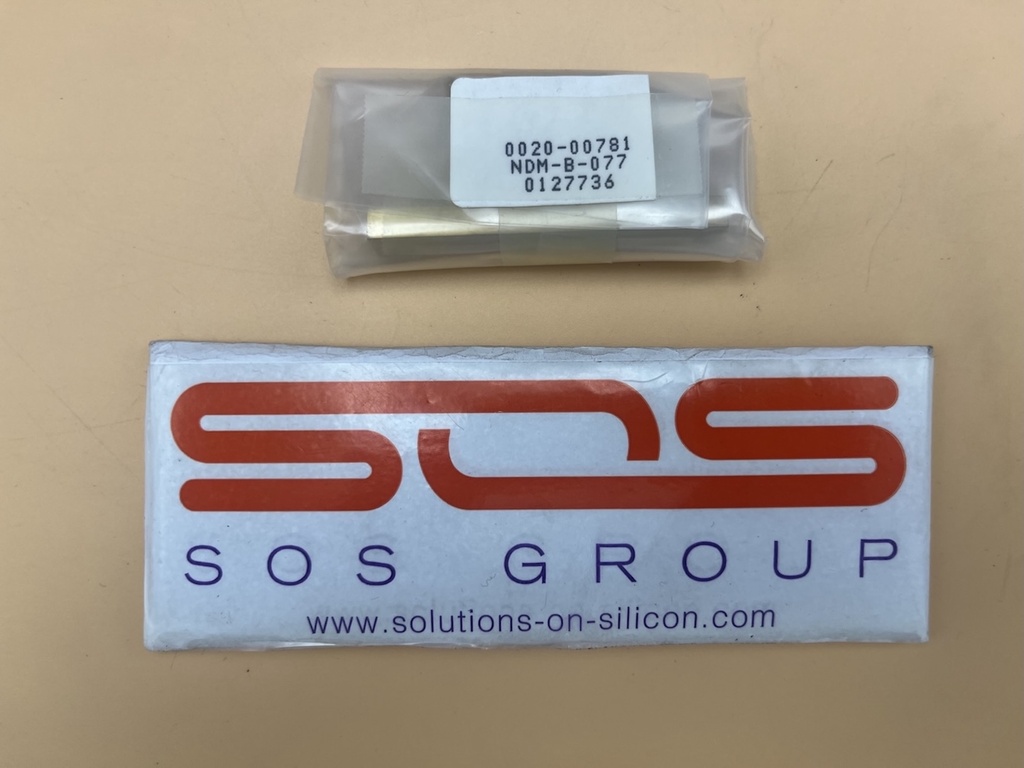 0020-00781
NDM-B-077
0127736
SOS
SOS GROUP
www.solutions-on-silicon.com